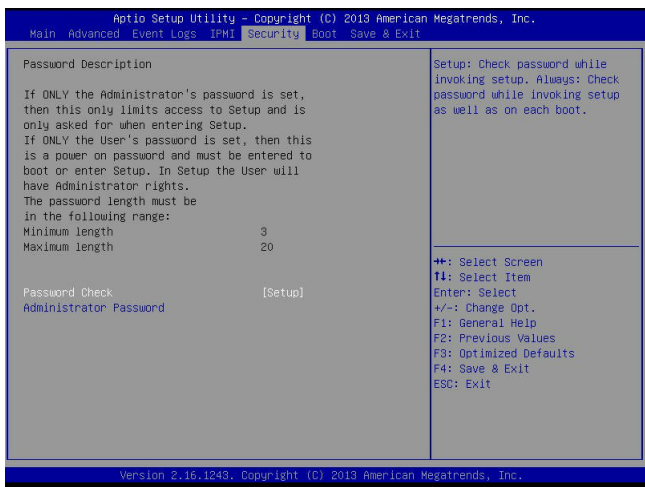 Aptio Setup Utility – Copyright (C) 2013 American Megatrends, Inc.
Main Advanced Event Logs IPMI Security Boot Save & Exit
Password Description
If ONLY the Administrator's password is set,
then this only limits access to Setup and is
only asked for when entering Setup.
If ONLY the User's password is set, then this
is a power on password and must be entered to
boot or enter Setup. In Setup the User will
have Administrator rights.
The password length must be
in the following range:
Minimum length 3
Maximum length 20
Password Check [Setup]
Administrator Password
Setup: Check password while
invoking setup. Always: Check
password while invoking setup
as well as on each boot.
→←: Select Screen
↑↓: Select Item
Enter: Select
+/-: Change Opt.
F1: General Help
F2: Previous Values
F3: Optimized Defaults
F4: Save & Exit
ESC: Exit
Version 2.16.1243. Copyright (C) 2013 American Megatrends, Inc.